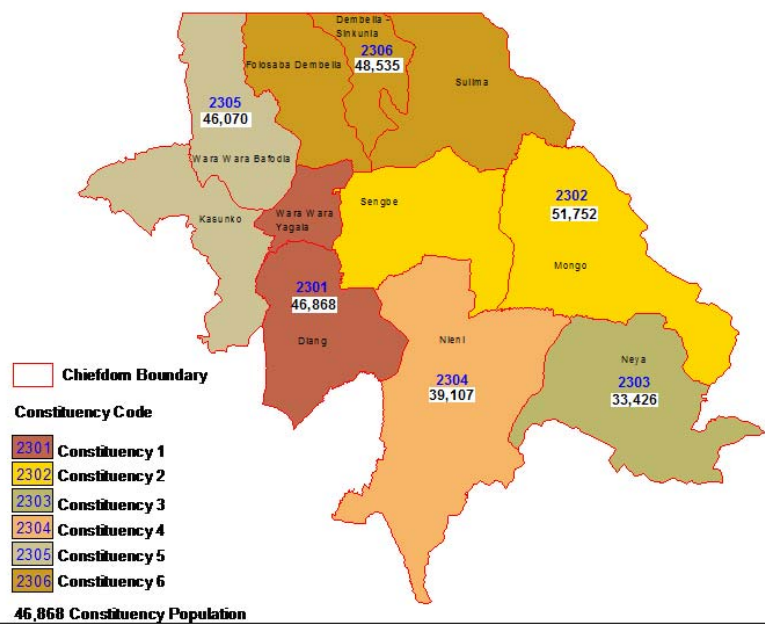 Dembella -
Sinkunia
2306
48,535
Folosaba Dembella
Sulima
2305
46,070
Wara Wara Bafodia
Kasunko
Wara Wara
Yagala
Sengbe
2302
51,752
Mongo
2301
46,868
Diang
Nieni
2304
39,107
Neya
2303
33,426
Chiefdom Boundary
Constituency Code
2301 Constituency 1
2302 Constituency 2
2303 Constituency 3
2304 Constituency 4
2305 Constituency 5
2306 Constituency 6
46,868 Constituency Population